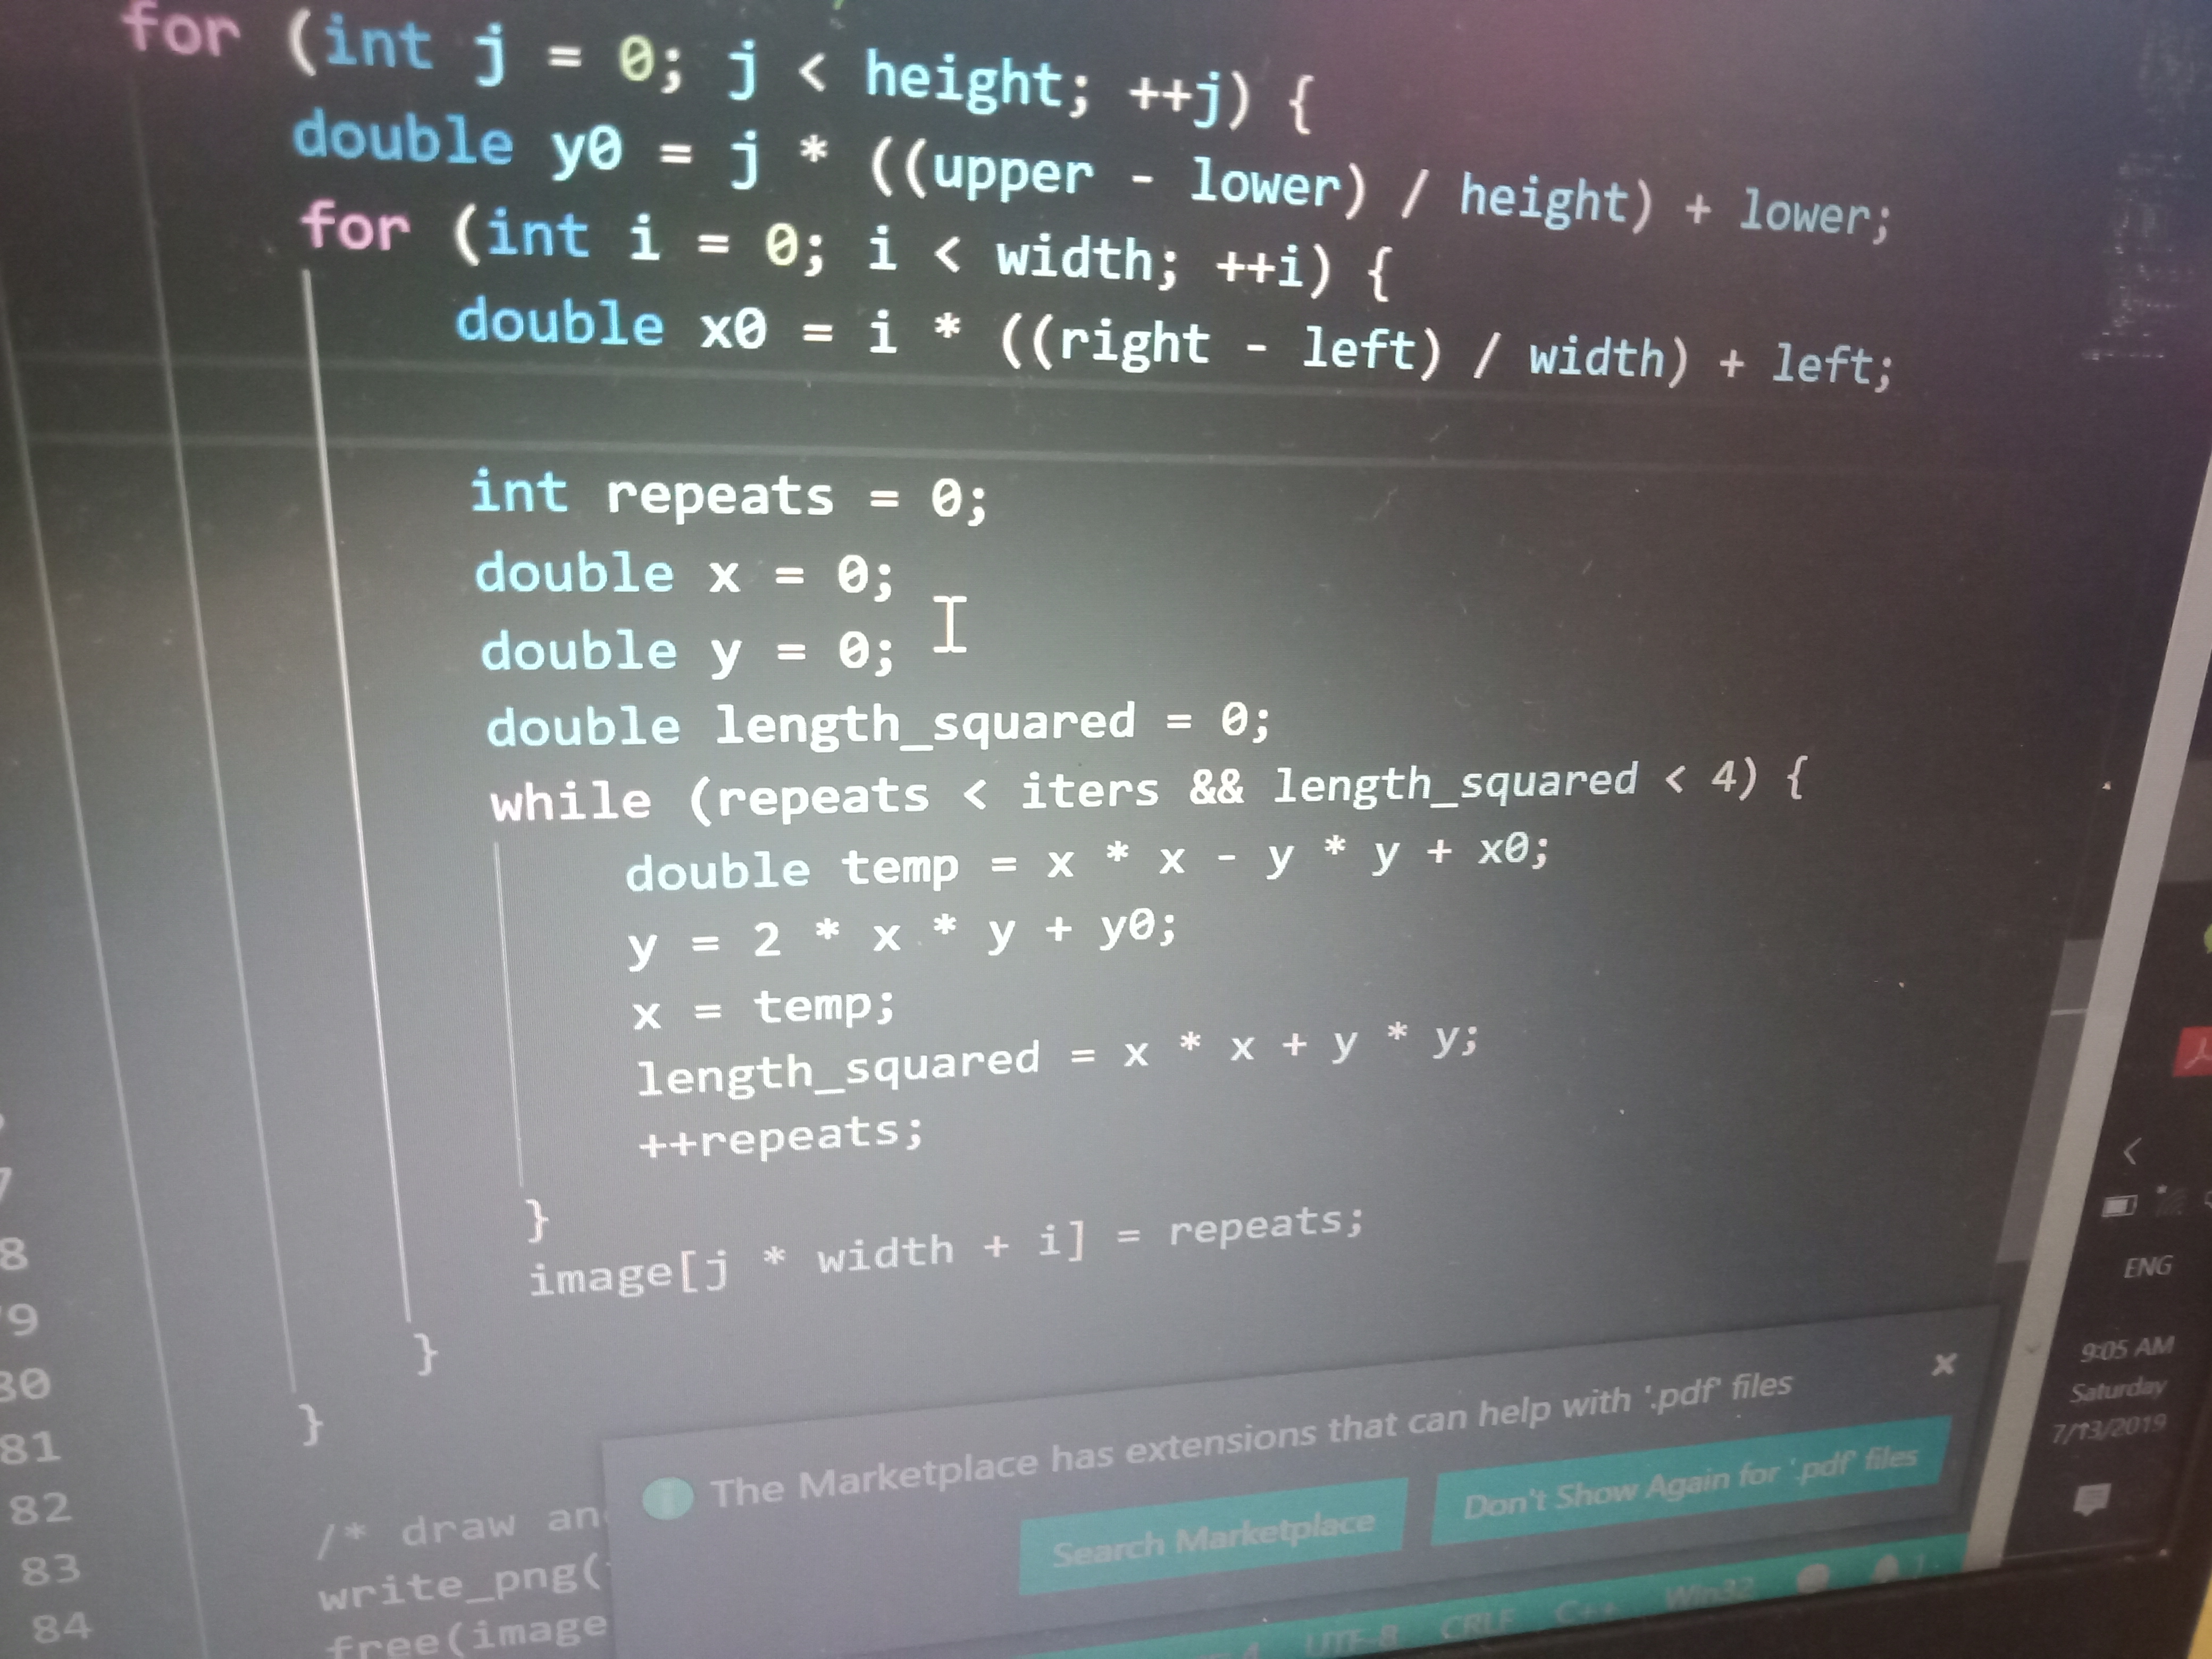 for (int j = 0; j < height; ++j) {
double y0 = j * ((upper - lower) / height) + lower;
for (int i = 0; i < width; ++i) {
double x0 = i * ((right - left) / width) + left;
int repeats = 0;
double x = 0;
double y = 0;
double length_squared = 0;
while (repeats < iters && length_squared < 4) {
double temp = x * x - y * y + x0;
y = 2 * x * y + y0;
x = temp;
length_squared = x * x + y * y;
++repeats;
}
image[j * width + i] = repeats;
}
}
/* draw an
write_png(
free(image
7
8
79
80
81
82
83
84
The Marketplace has extensions that can help with '.pdf' files
Search Marketplace
Don't Show Again for '.pdf' files
4 UTF-8 CRLF C++ Win32 1
ENG
9:05 AM
Saturday
7/13/2019